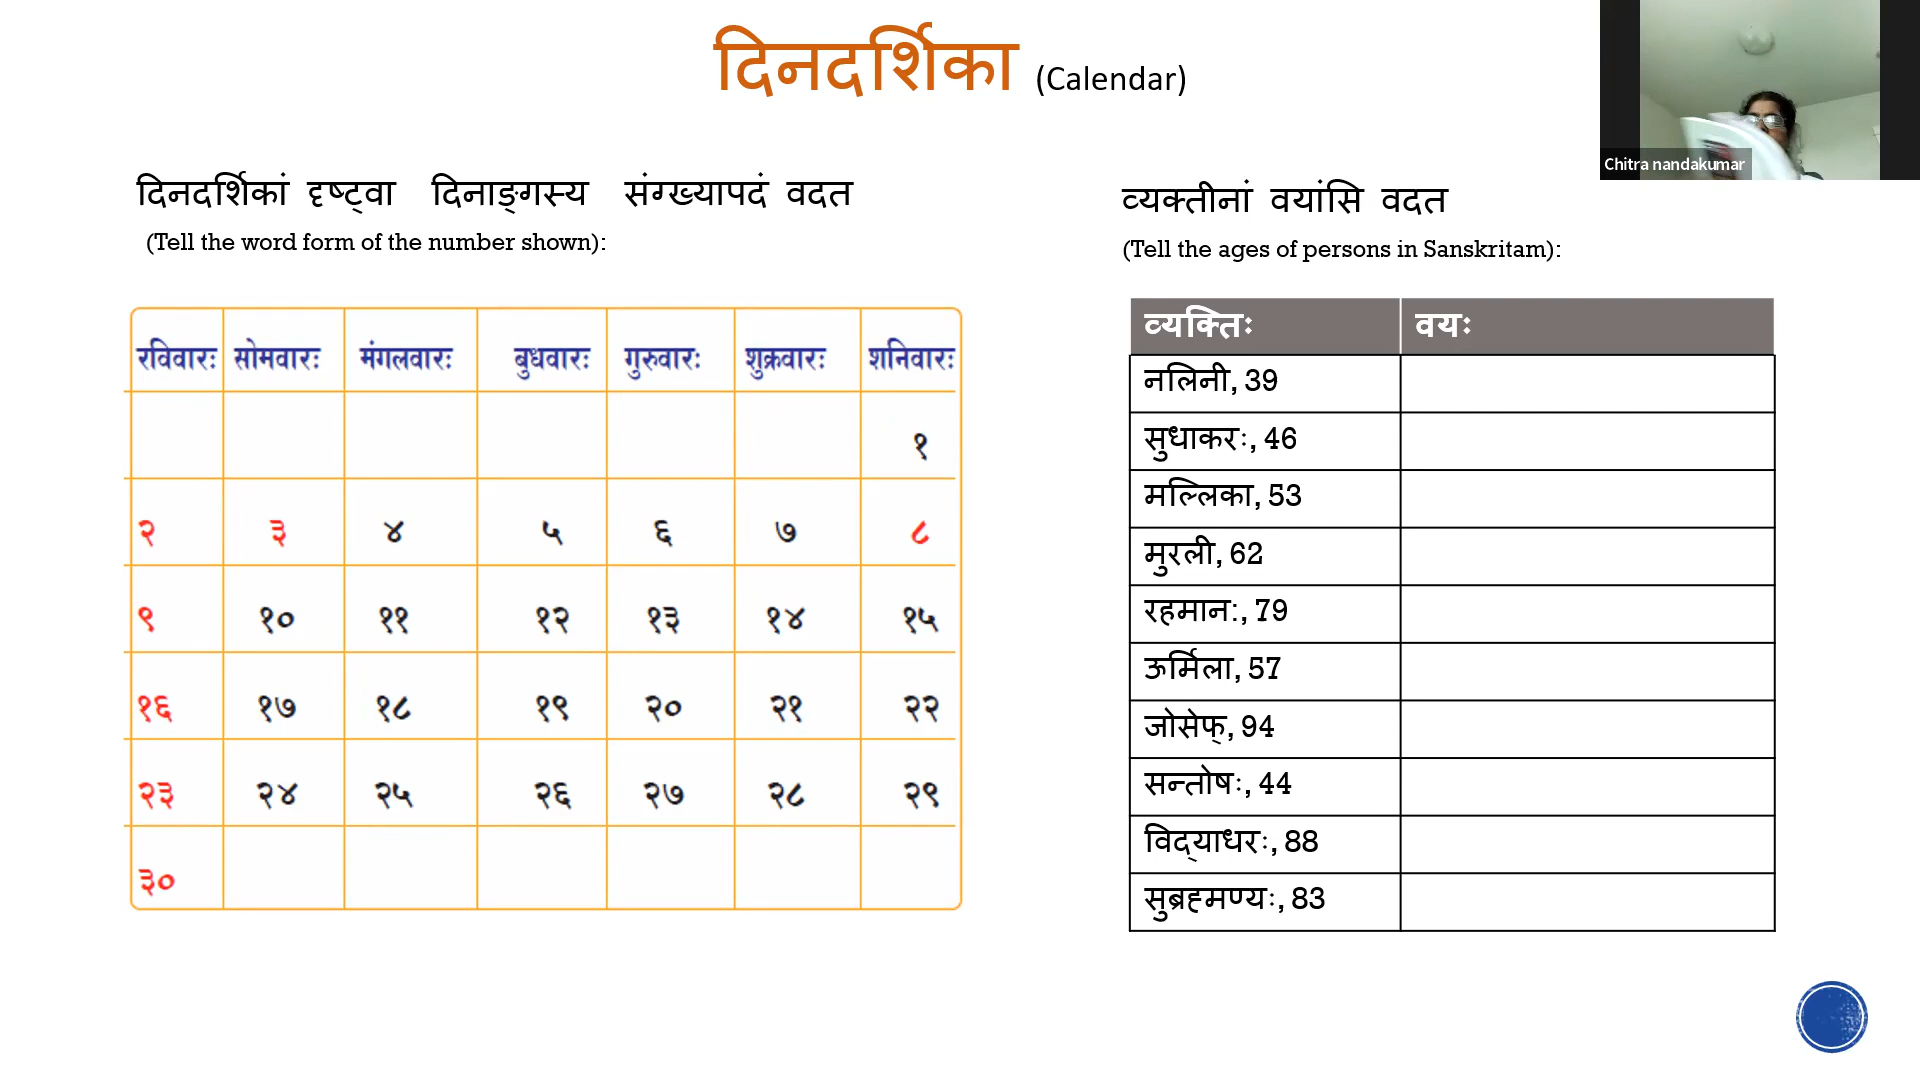 दिनदर्शिका (Calendar)
Chitra nandakumar
दिनदर्शिकां दृष्ट्वा दिनाङ्गस्य संग्ख्यापदं वदत
(Tell the word form of the number shown):
रविवारः सोमवारः मंगलवारः बुधवारः गुरुवारः शुक्रवारः शनिवारः
१
२ ३ ४ ५ ६ ७ ८
९ १० ११ १२ १३ १४ १५
१६ १७ १८ १९ २० २१ २२
२३ २४ २५ २६ २७ २८ २९
३०
व्यक्तीनां वयांसि वदत
(Tell the ages of persons in Sanskritam):
व्यक्तिः वयः
नलिनी, 39
सुधाकरः, 46
मल्लिका, 53
मुरली, 62
रहमान:, 79
ऊर्मिला, 57
जोसेफ्, 94
सन्तोषः, 44
विद्याधरः, 88
सुब्रह्मण्यः, 83